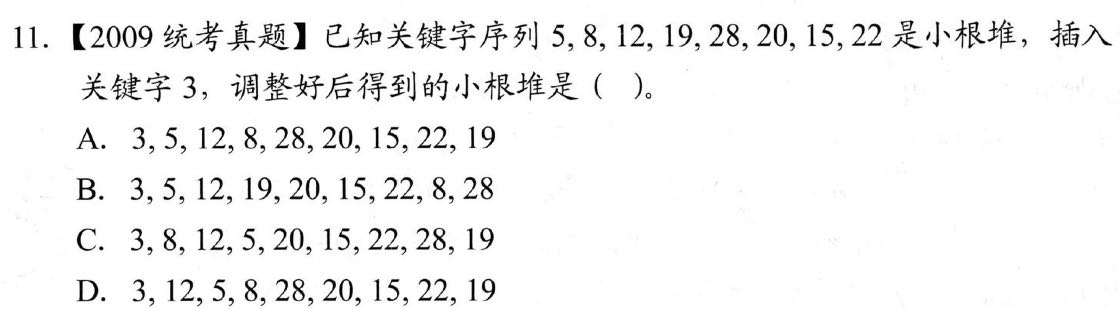 11. 【2009 统考真题】已知关键字序列 5, 8, 12, 19, 28, 20, 15, 22 是小根堆，插入
关键字 3，调整好后得到的小根堆是（ ）。
A. 3, 5, 12, 8, 28, 20, 15, 22, 19
B. 3, 5, 12, 19, 20, 15, 22, 8, 28
C. 3, 8, 12, 5, 20, 15, 22, 28, 19
D. 3, 12, 5, 8, 28, 20, 15, 22, 19